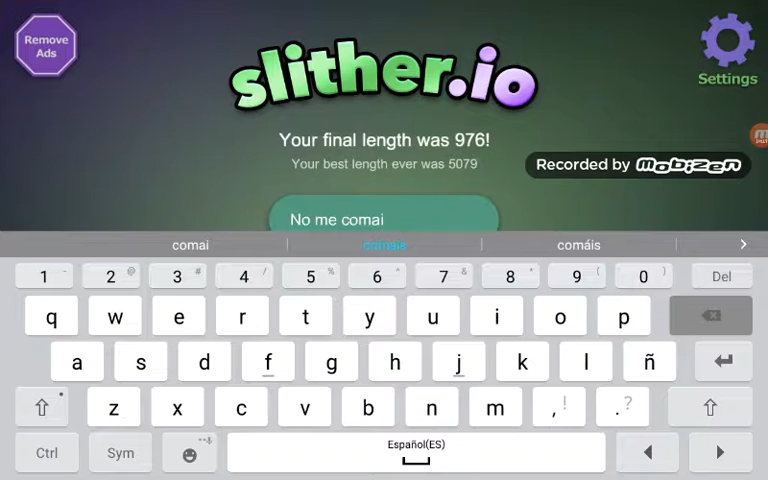 Remove
Ads
slither.io
Settings
Your final length was 976!
Your best length ever was 5079
Recorded by mobizen
No me comai
comai comeis comáis >
1 - 2 @ 3 # 4 / 5 % 6 ^ 7 & 8 * 9 ( 0 ) Del
q w e r t y u i o p
a s d f g h j k l ñ
z x c v b n m , ! . ?
Ctrl Sym Español(ES)